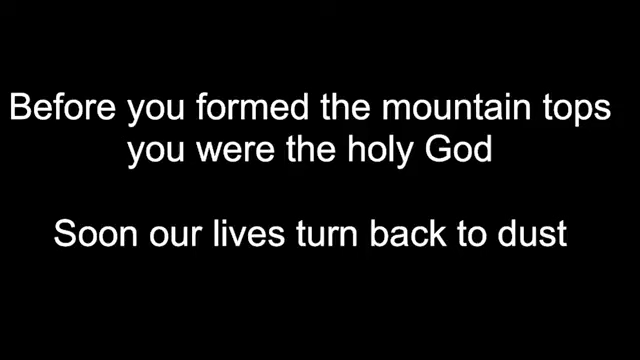 Before you formed the mountain tops
you were the holy God
Soon our lives turn back to dust